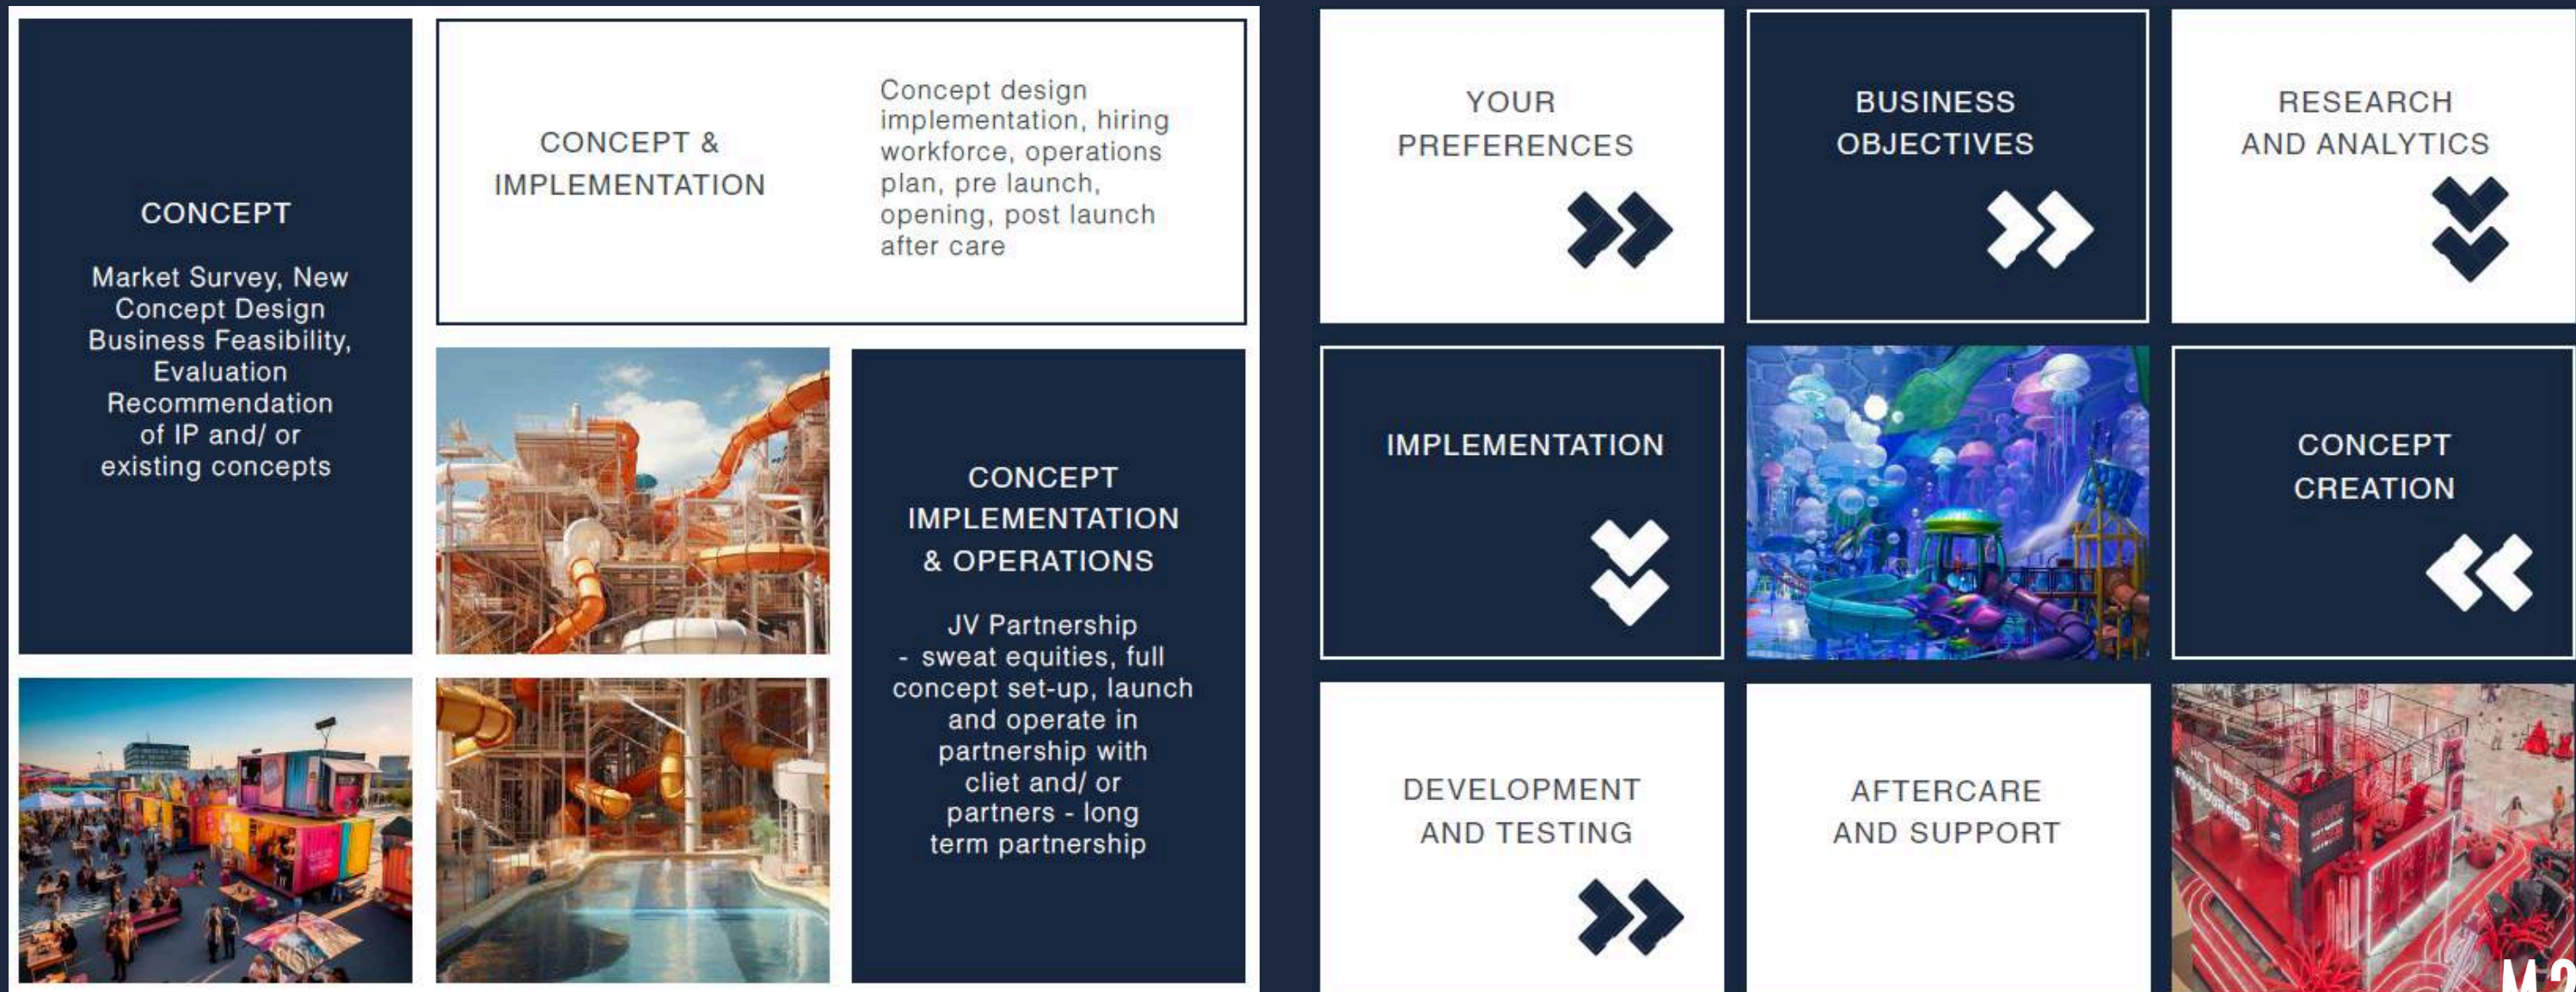 CONCEPT
Market Survey, New
Concept Design
Business Feasibility,
Evaluation
Recommendation
of IP and/ or
existing concepts
CONCEPT &
IMPLEMENTATION
Concept design
implementation, hiring
workforce, operations
plan, pre launch,
opening, post launch
after care
CONCEPT
IMPLEMENTATION
& OPERATIONS
JV Partnership
- sweat equities, full
concept set-up, launch
and operate in
partnership with
cliet and/ or
partners - long
term partnership
YOUR
PREFERENCES
BUSINESS
OBJECTIVES
RESEARCH
AND ANALYTICS
IMPLEMENTATION
CONCEPT
CREATION
DEVELOPMENT
AND TESTING
AFTERCARE
AND SUPPORT